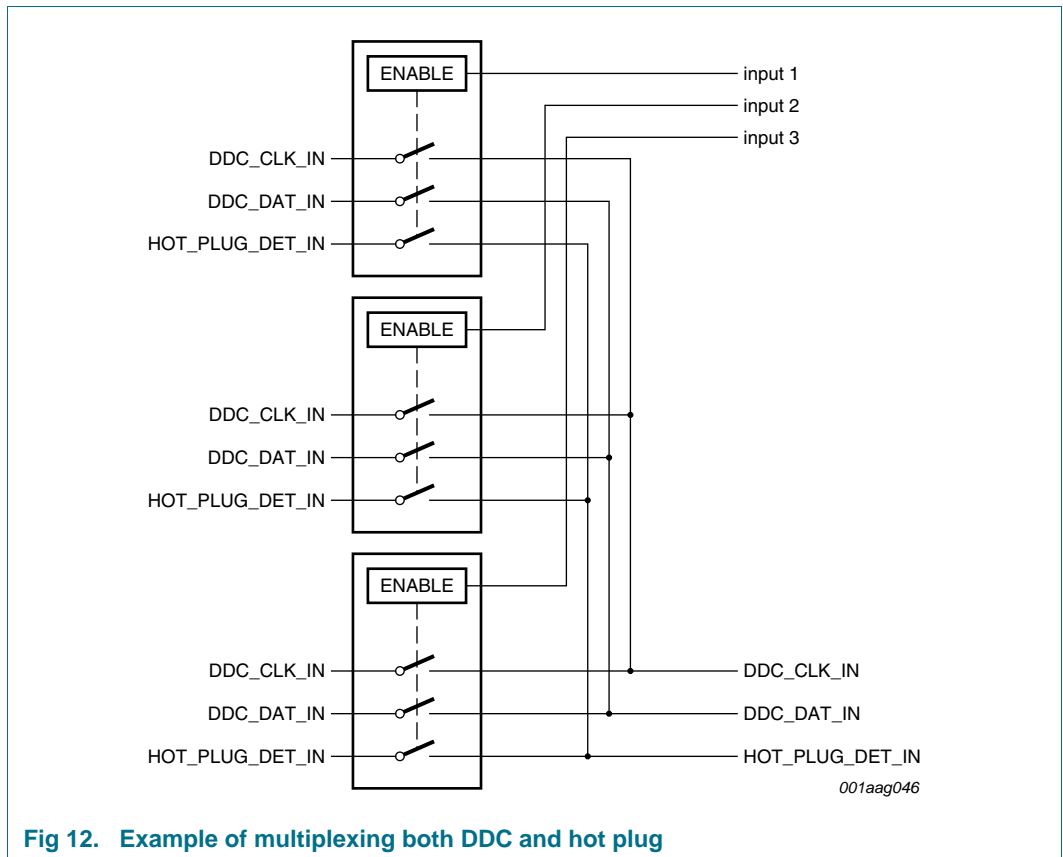 ENABLE
input 1
input 2
input 3
DDC_CLK_IN
DDC_DAT_IN
HOT_PLUG_DET_IN
ENABLE
DDC_CLK_IN
DDC_DAT_IN
HOT_PLUG_DET_IN
ENABLE
DDC_CLK_IN
DDC_CLK_IN
DDC_DAT_IN
DDC_DAT_IN
HOT_PLUG_DET_IN
HOT_PLUG_DET_IN
001aag046
Fig 12. Example of multiplexing both DDC and hot plug